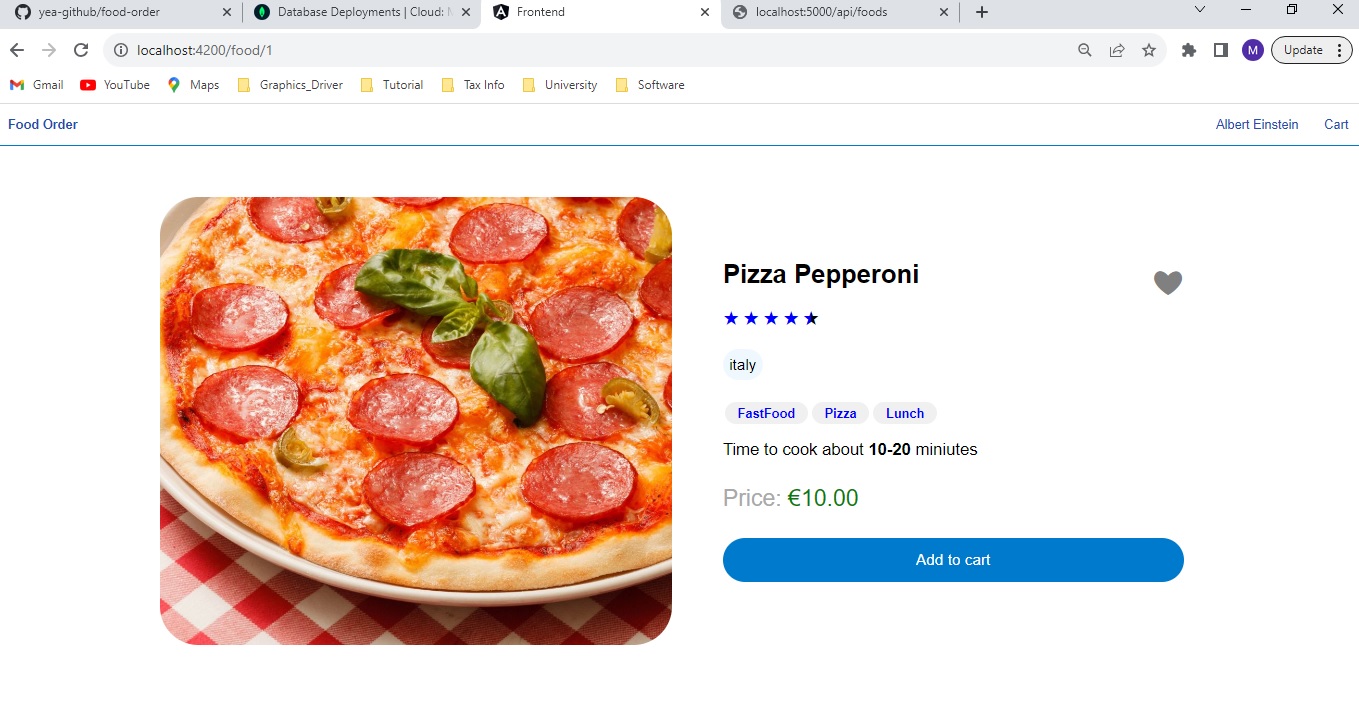 yea-github/food-order
Database Deployments | Cloud:
Frontend
localhost:5000/api/foods
localhost:4200/food/1
M
Update
Gmail
YouTube
Maps
Graphics_Driver
Tutorial
Tax Info
University
Software
Food Order
Albert Einstein
Cart
Pizza Pepperoni
italy
FastFood
Pizza
Lunch
Time to cook about 10-20 miniutes
Price: €10.00
Add to cart